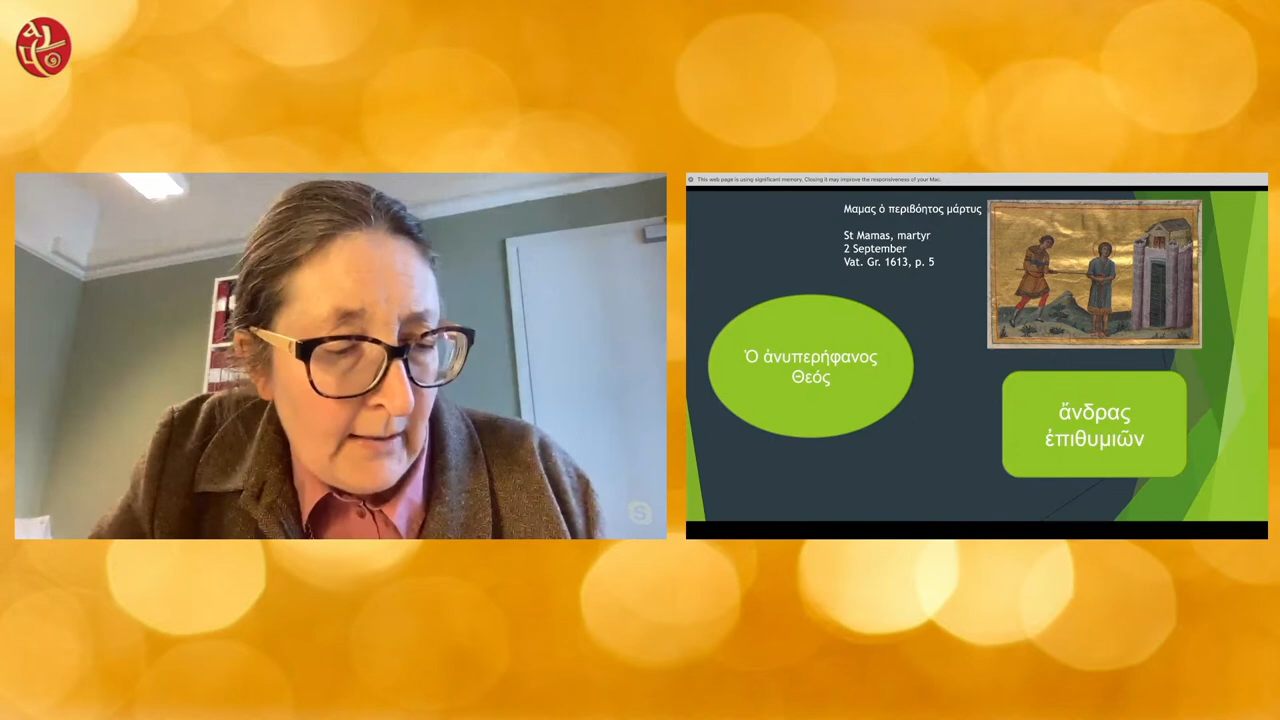 This web page is using significant memory. Closing it may improve the responsiveness of your Mac.
Μαμας ὁ περιβόητος μάρτυς
St Mamas, martyr
2 September
Vat. Gr. 1613, p. 5
Ὁ ἀνυπερήφανος
Θεός
ἄνδρας
ἐπιθυμιῶν